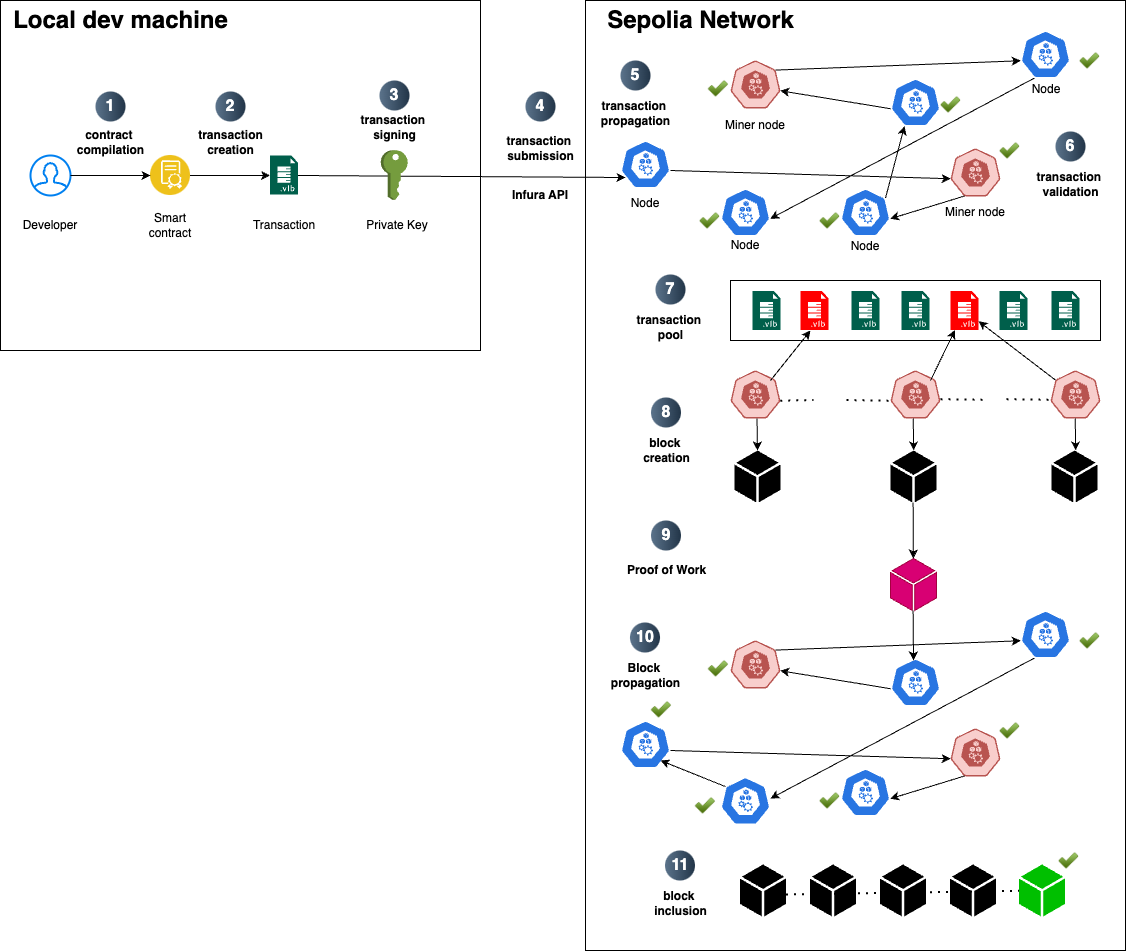 Local dev machine
1
contract
compilation
2
transaction
creation
3
transaction
signing
Developer
Smart
contract
.vlb
Transaction
Private Key
4
transaction
submission
Infura API
Sepolia Network
5
transaction
propagation
Miner node
Node
6
transaction
validation
Node
Miner node
Node
Node
7
transaction
pool
.vlb
.vlb
.vlb
.vlb
.vlb
.vlb
.vlb
8
block
creation
9
Proof of Work
10
Block
propagation
11
block
inclusion